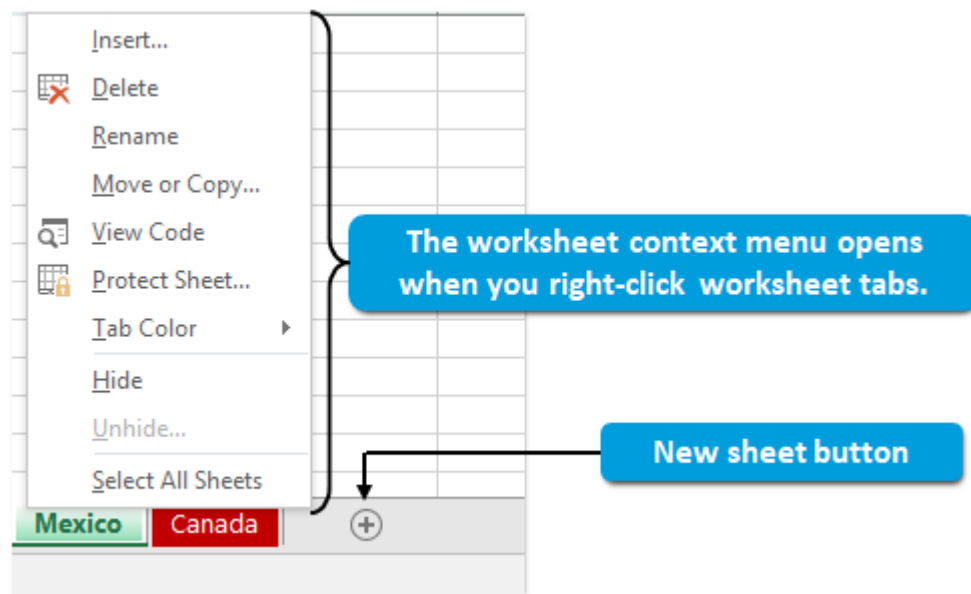 Insert...
Delete
Rename
Move or Copy...
View Code
Protect Sheet...
Tab Color
Hide
Unhide...
Select All Sheets
The worksheet context menu opens
when you right-click worksheet tabs.
New sheet button
Mexico
Canada